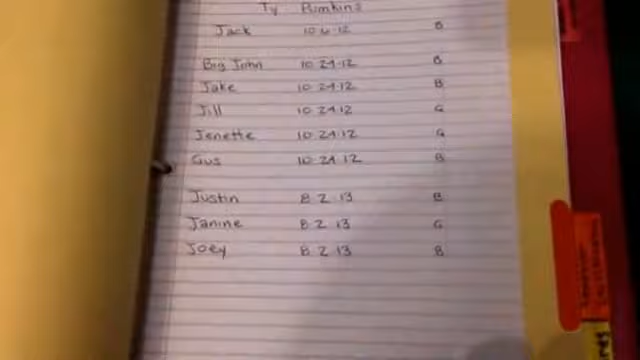 Ty Pumkins
Jack 10 6 12 B
Big John 10 24 12 B
Jake 10 24 12 B
Jill 10 24 12 G
Jenette 10 24 12 G
Gus 10 24 12 B
Justin 8 2 13 B
Janine 8 2 13 G
Joey 8 2 13 B